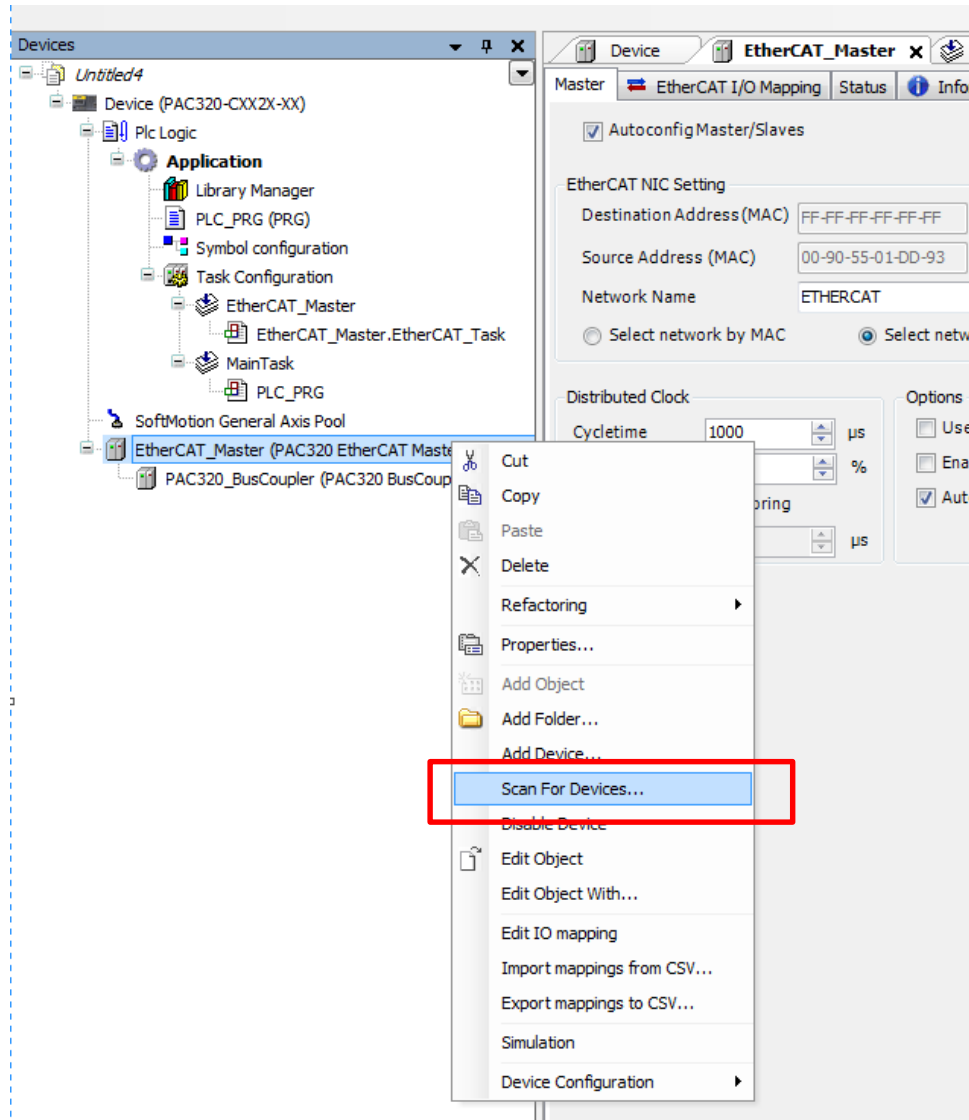 Devices
Untitled4
Device (PAC320-CXX2X-XX)
Plc Logic
Application
Library Manager
PLC_PRG (PRG)
Symbol configuration
Task Configuration
EtherCAT_Master
EtherCAT_Master.EtherCAT_Task
MainTask
PLC_PRG
SoftMotion General Axis Pool
EtherCAT_Master (PAC320 EtherCAT Maste
PAC320_BusCoupler (PAC320 BusCoup
Device
EtherCAT_Master
Master
EtherCAT I/O Mapping
Status
Info
Autoconfig Master/Slaves
EtherCAT NIC Setting
Destination Address (MAC) FF-FF-FF-FF-FF-FF
Source Address (MAC) 00-90-55-01-DD-93
Network Name ETHERCAT
Select network by MAC Select netw
Distributed Clock
Cycletime 1000 µs
%
oring
µs
Options
Use
Ena
Aut
Cut
Copy
Paste
Delete
Refactoring
Properties...
Add Object
Add Folder...
Add Device...
Scan For Devices...
Disable Device
Edit Object
Edit Object With...
Edit IO mapping
Import mappings from CSV...
Export mappings to CSV...
Simulation
Device Configuration